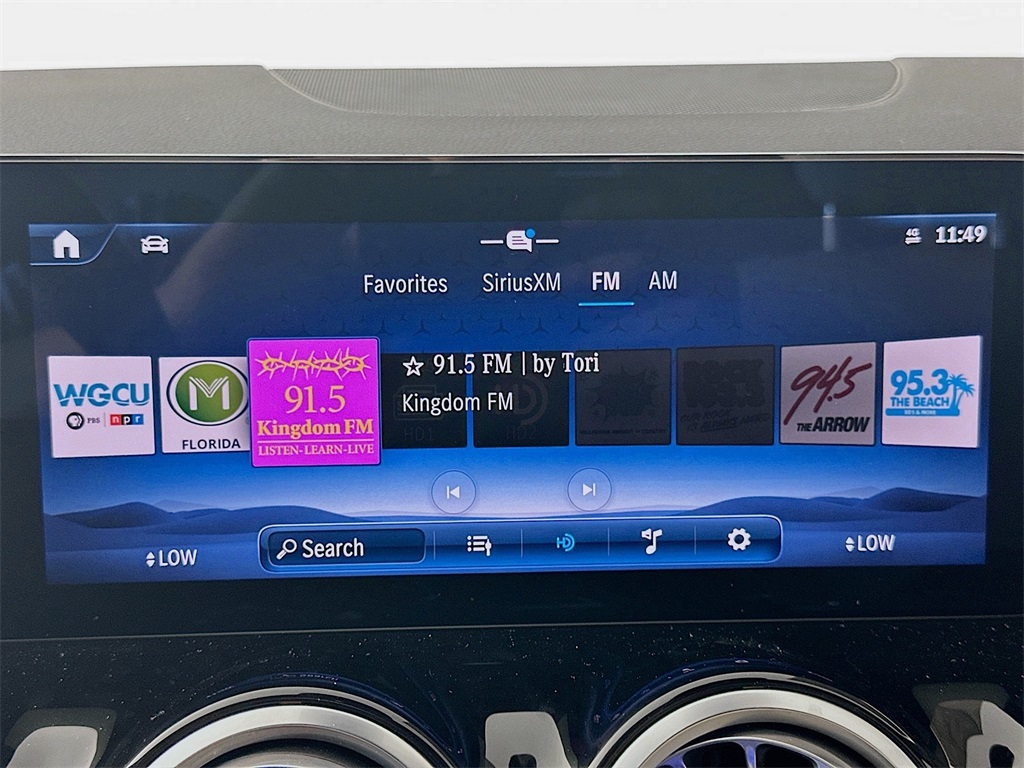 4G 11:49
Favorites SiriusXM FM AM
WGCU
PBS npr
M
FLORIDA
91.5
Kingdom FM
LISTEN-LEARN-LIVE
91.5 FM | by Tori
Kingdom FM
HD1
94.5
THE ARROW
95.3
THE BEACH
LOW
Search
HD
LOW